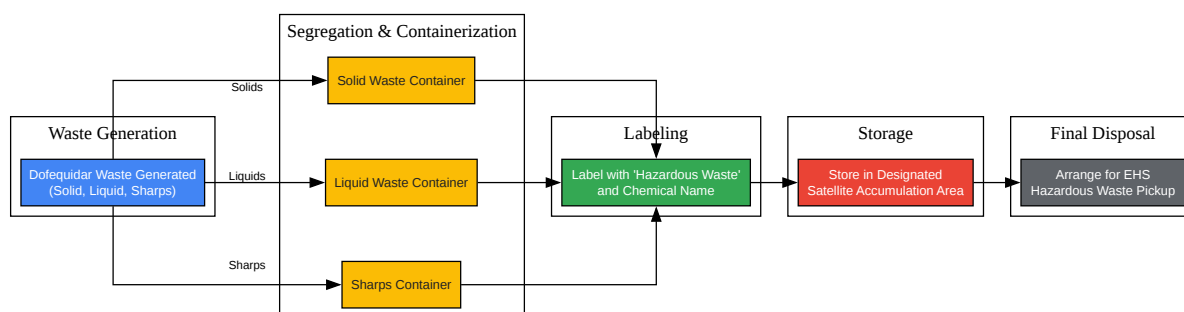 Segregation & Containerization
Solid Waste Container
Solids
Waste Generation
Dofequidar Waste Generated
(Solid, Liquid, Sharps)
Liquids
Liquid Waste Container
Sharps
Sharps Container
Labeling
Label with 'Hazardous Waste'
and Chemical Name
Storage
Store in Designated
Satellite Accumulation Area
Final Disposal
Arrange for EHS
Hazardous Waste Pickup